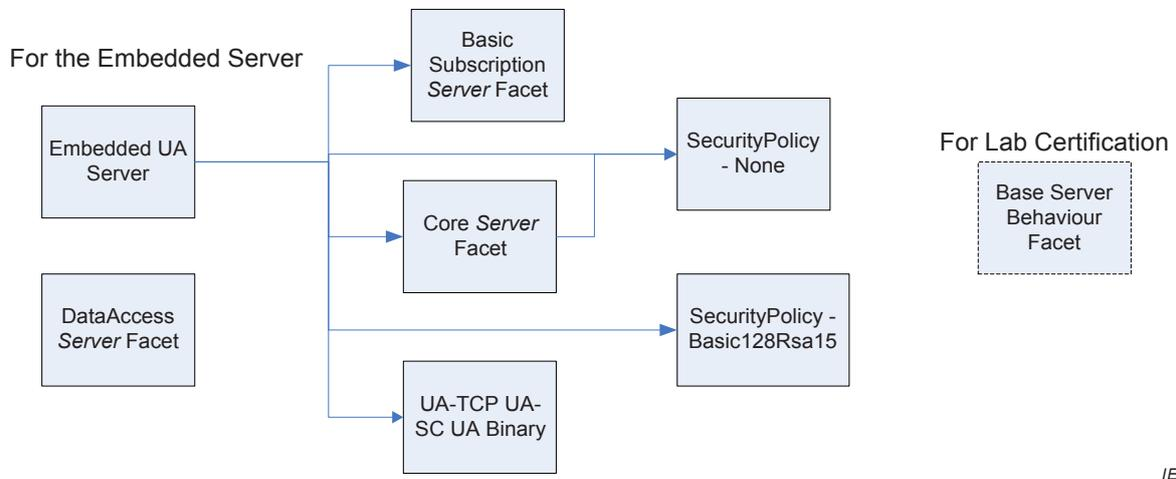 For the Embedded Server
Basic
Subscription
Server Facet
Embedded UA
Server
SecurityPolicy
- None
For Lab Certification
Base Server
Behaviour
Facet
Core Server
Facet
DataAccess
Server Facet
SecurityPolicy -
Basic128Rsa15
UA-TCP UA-
SC UA Binary